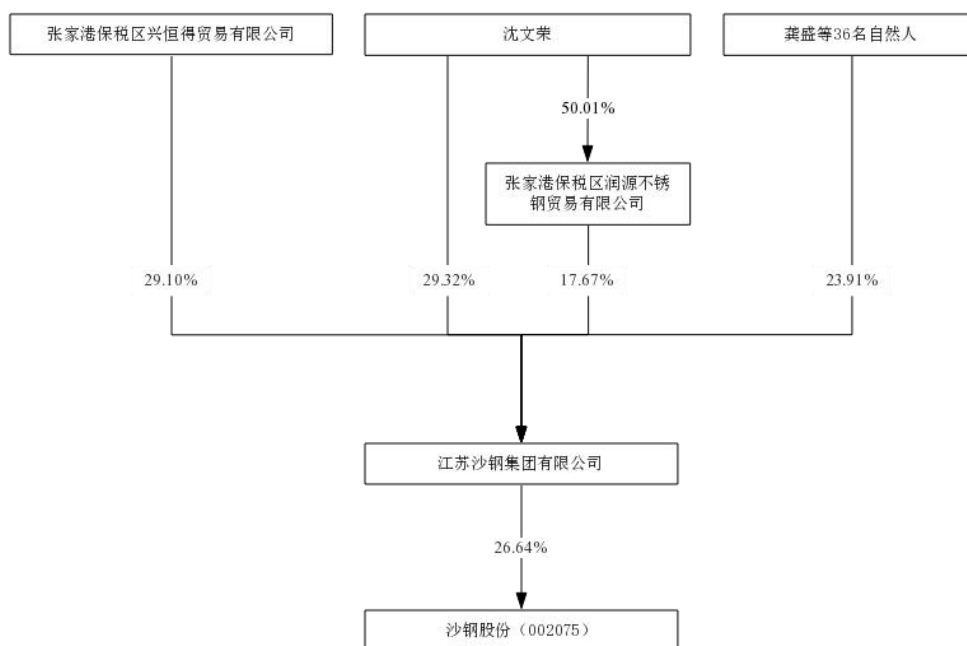 张家港保税区兴恒得贸易有限公司
沈文荣
龚盛等36名自然人
50.01%
张家港保税区润源不锈
钢贸易有限公司
29.10%
29.32%
17.67%
23.91%
江苏沙钢集团有限公司
26.64%
沙钢股份（002075）